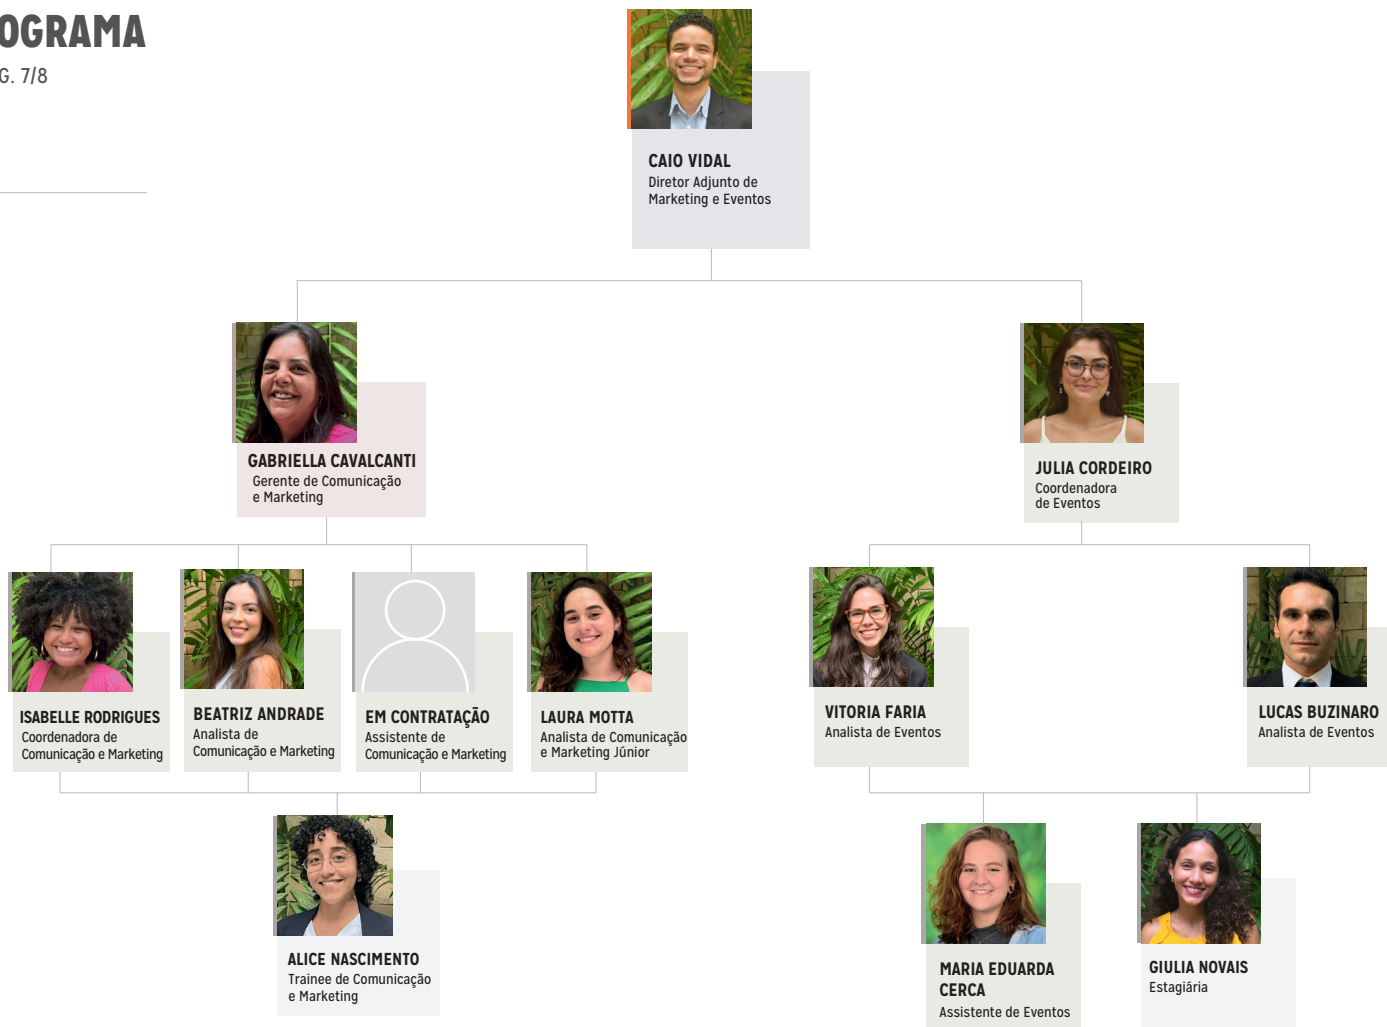 OGRAMA
G. 7/8
CAIO VIDAL
Diretor Adjunto de
Marketing e Eventos
GABRIELLA CAVALCANTI
Gerente de Comunicação
e Marketing
JULIA CORDEIRO
Coordenadora
de Eventos
ISABELLE RODRIGUES
Coordenadora de
Comunicação e Marketing
BEATRIZ ANDRADE
Analista de
Comunicação e Marketing
EM CONTRATAÇÃO
Assistente de
Comunicação e Marketing
LAURA MOTTA
Analista de Comunicação
e Marketing Júnior
VITORIA FARIA
Analista de Eventos
LUCAS BUZINARO
Analista de Eventos
ALICE NASCIMENTO
Trainee de Comunicação
e Marketing
MARIA EDUARDA
CERCA
Assistente de Eventos
GIULIA NOVAIS
Estagiária